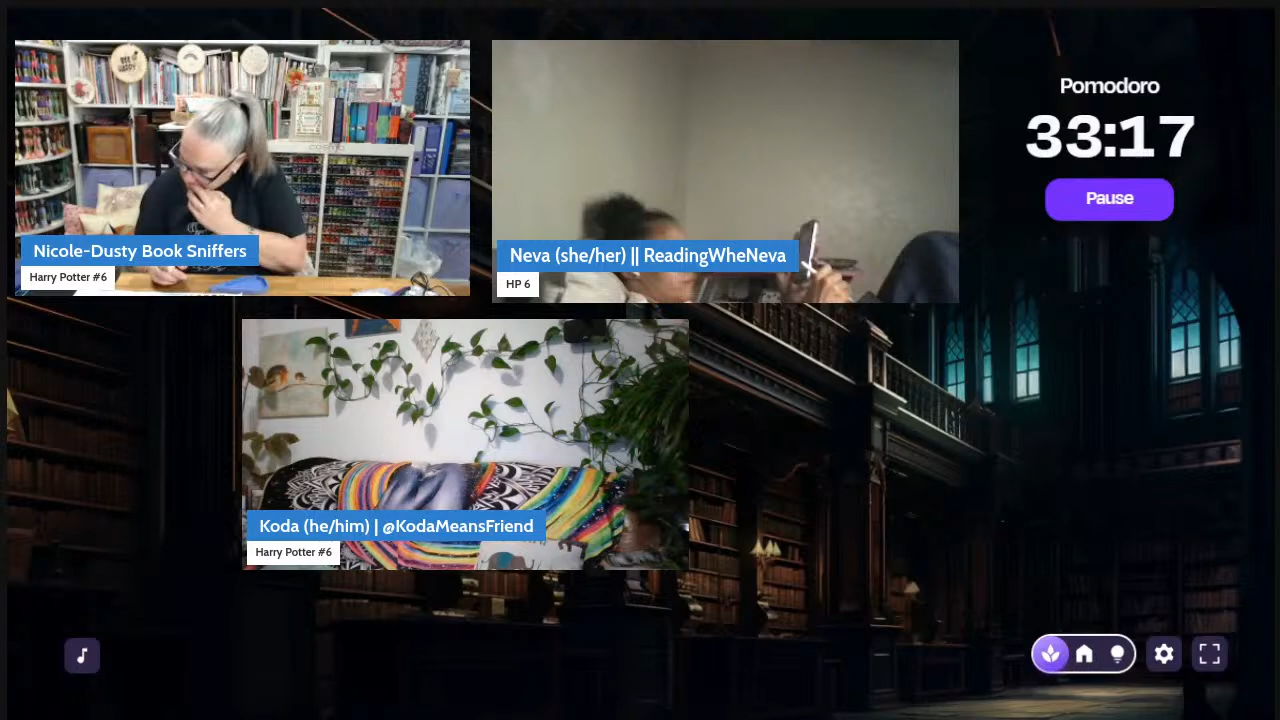 Nicole-Dusty Book Sniffers
Harry Potter #6
Neva (she/her) || ReadingWheNeva
HP 6
Koda (he/him) | @KodaMeansFriend
Harry Potter #6
Pomodoro
33:17
Pause